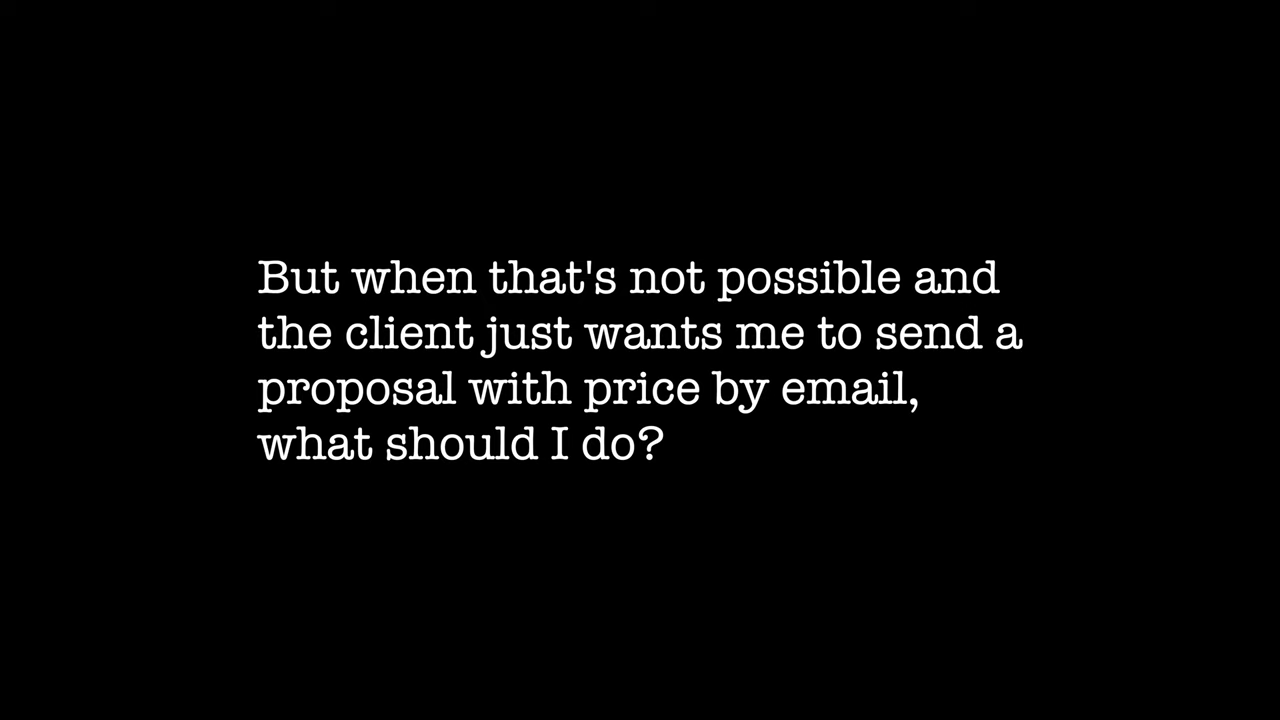 But when that's not possible and
the client just wants me to send a
proposal with price by email,
what should I do?